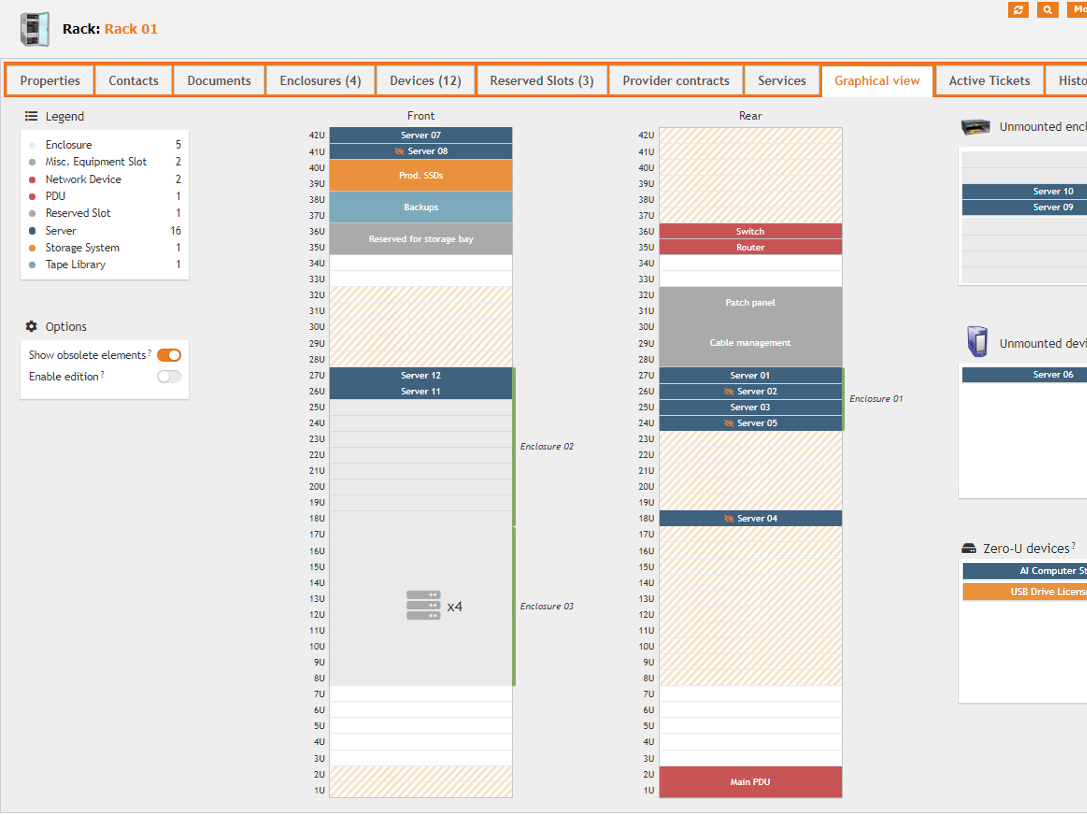 Rack: Rack 01
Mo
Properties
Contacts
Documents
Enclosures (4)
Devices (12)
Reserved Slots (3)
Provider contracts
Services
Graphical view
Active Tickets
Histo
Legend
Enclosure 5
Misc. Equipment Slot 2
Network Device 2
PDU 1
Reserved Slot 1
Server 16
Storage System 1
Tape Library 1
Options
Show obsolete elements ?
Enable edition ?
Front
42U Server 07
41U Server 08
40U
Prod. SSDs
39U
38U
Backups
37U
36U
Reserved for storage bay
35U
34U
33U
32U
31U
30U
29U
28U
27U Server 12
26U Server 11
25U
24U
23U
Enclosure 02
22U
21U
20U
19U
18U
17U
16U
15U
14U
13U
x4
Enclosure 03
12U
11U
10U
9U
8U
7U
6U
5U
4U
3U
2U
1U
Rear
42U
41U
40U
39U
38U
37U
36U Switch
35U Router
34U
33U
32U
Patch panel
31U
30U
29U Cable management
28U
27U Server 01
26U Server 02
Enclosure 01
25U Server 03
24U Server 05
23U
22U
21U
20U
19U
18U Server 04
17U
16U
15U
14U
13U
12U
11U
10U
9U
8U
7U
6U
5U
4U
3U
2U
Main PDU
1U
Unmounted encl
Server 10
Server 09
Unmounted devi
Server 06
Zero-U devices ?
AI Computer St
USB Drive License